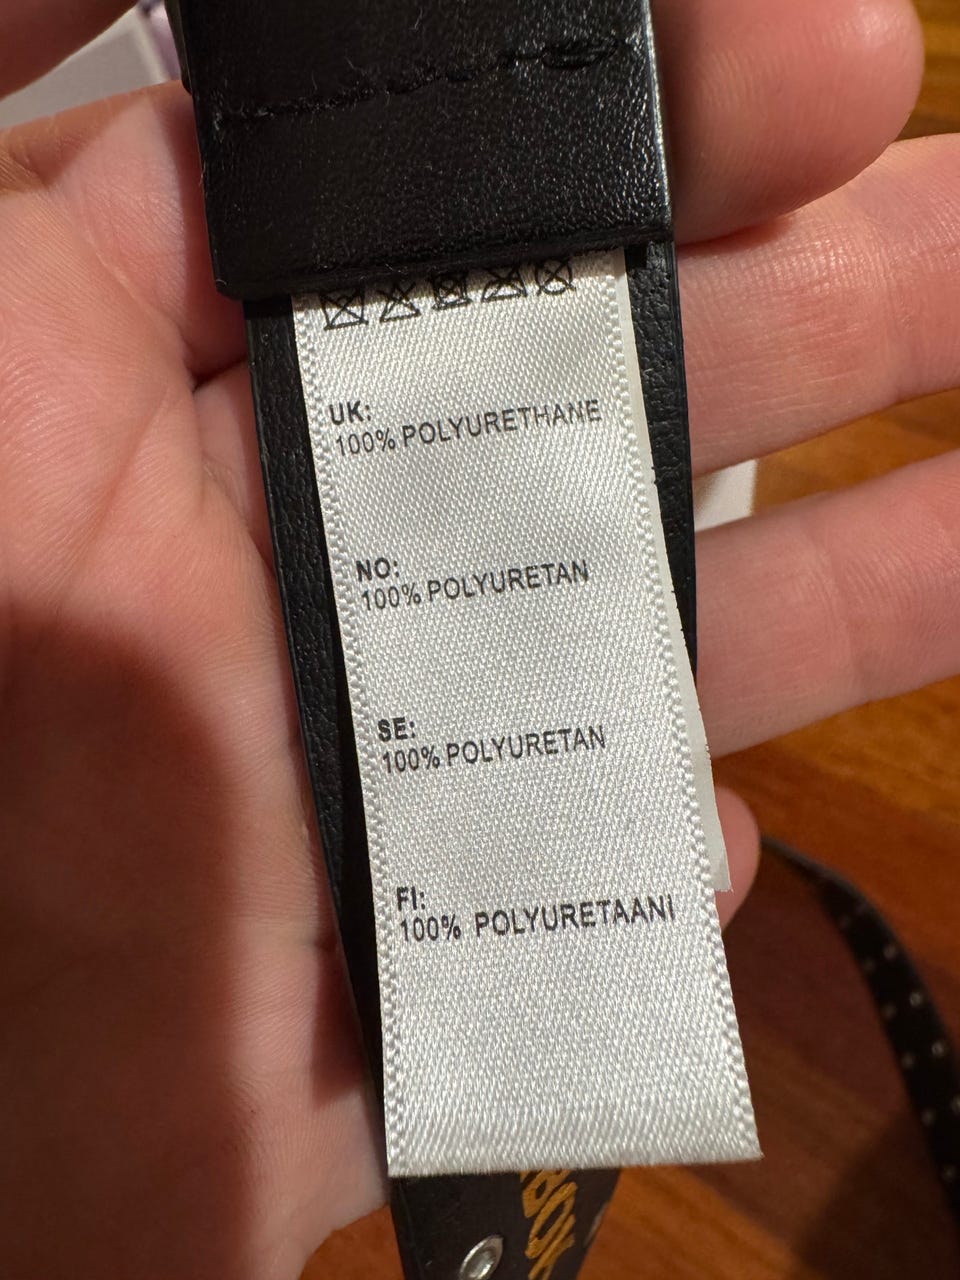 UK:
100% POLYURETHANE
NO:
100% POLYURETAN
SE:
100% POLYURETAN
FI:
100% POLYURETAANI